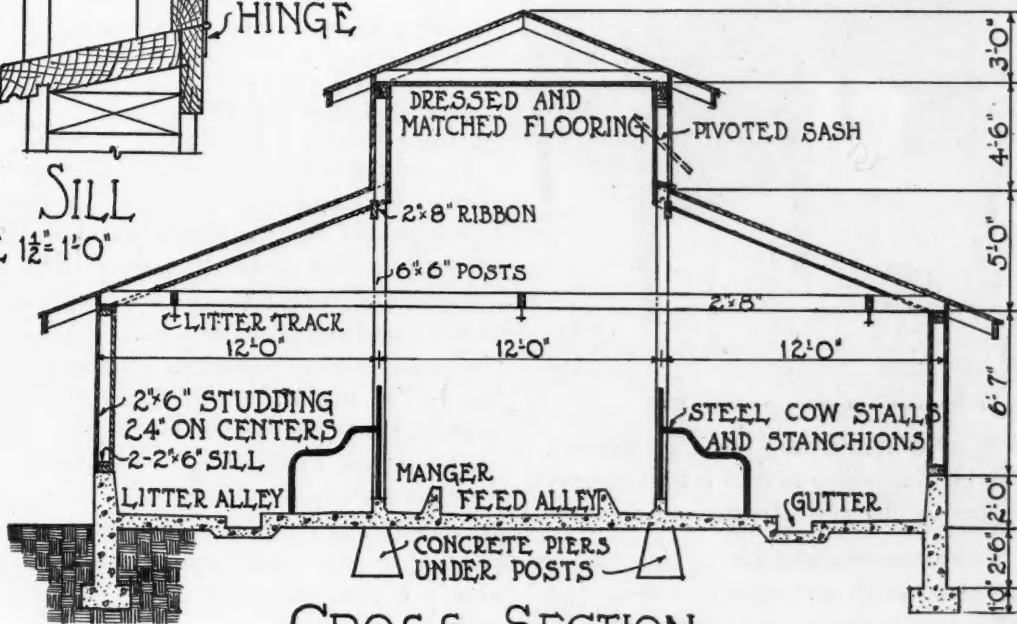 HINGE
SILL
1½"=1'-0"
DRESSED AND
MATCHED FLOORING
PIVOTED SASH
2"x8" RIBBON
6"x6" POSTS
2"x8"
LITTER TRACK
12'-0" 12'-0" 12'-0"
2"x6" STUDDING
24" ON CENTERS
2-2"x6" SILL
STEEL COW STALLS
AND STANCHIONS
LITTER ALLEY
MANGER
FEED ALLEY
GUTTER
CONCRETE PIERS
UNDER POSTS
CROSS SECTION
3'-0"
4'-6"
5'-0"
6'-7"
2'-0"
2'-6"
1'-0"